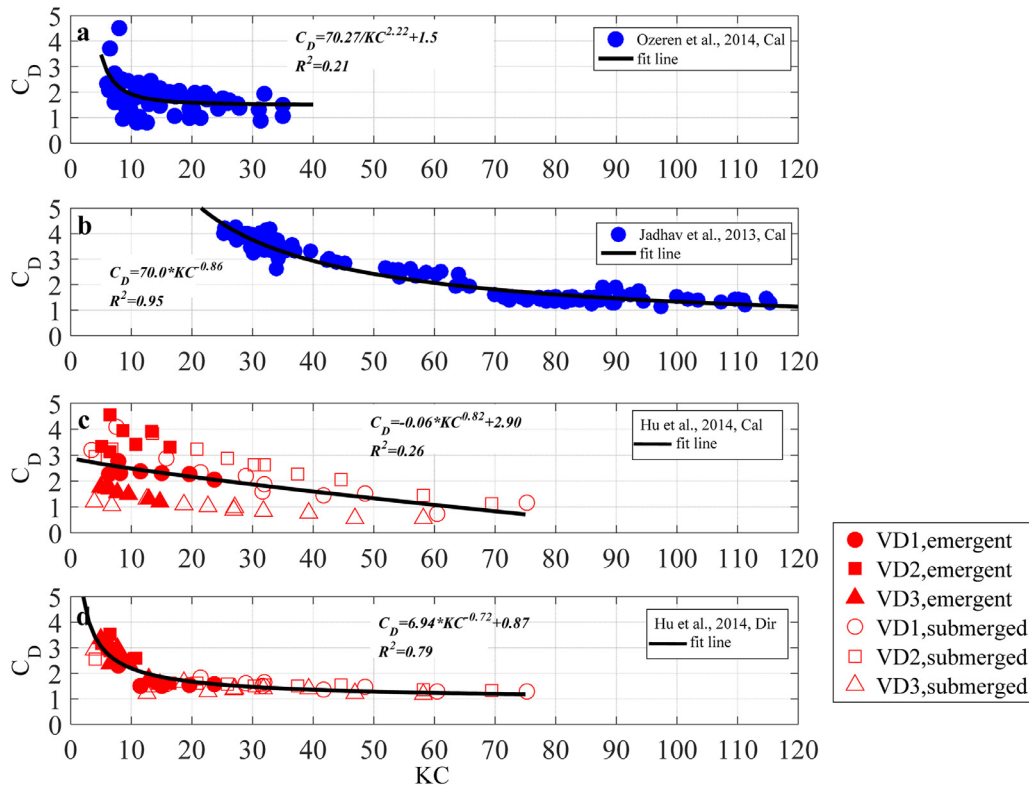 a
C_D=70.27/KC^2.22+1.5
R^2=0.21
Ozeren et al., 2014, Cal
fit line
C_D
5
4
3
2
1
0
0 10 20 30 40 50 60 70 80 90 100 110 120
b
C_D=70.0*KC^-0.86
R^2=0.95
Jadhav et al., 2013, Cal
fit line
C_D
5
4
3
2
1
0
0 10 20 30 40 50 60 70 80 90 100 110 120
c
C_D=-0.06*KC^0.82+2.90
R^2=0.26
Hu et al., 2014, Cal
fit line
C_D
5
4
3
2
1
0
0 10 20 30 40 50 60 70 80 90 100 110 120
d
C_D=6.94*KC^-0.72+0.87
R^2=0.79
Hu et al., 2014, Dir
fit line
C_D
5
4
3
2
1
0
0 10 20 30 40 50 60 70 80 90 100 110 120
KC
VD1,emergent
VD2,emergent
VD3,emergent
VD1,submerged
VD2,submerged
VD3,submerged